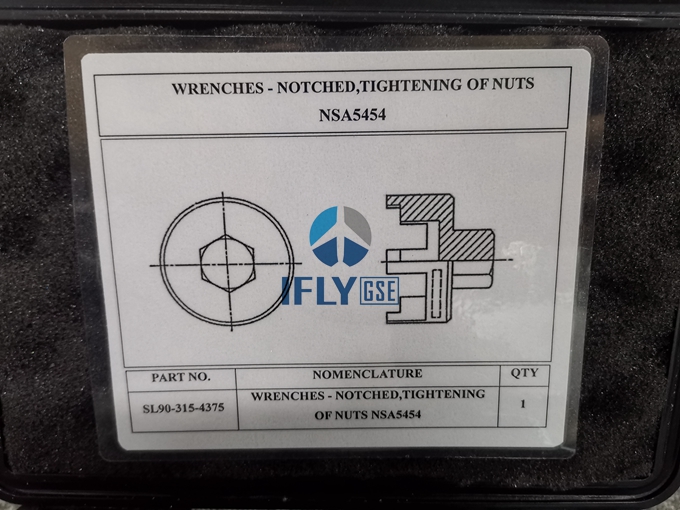 WRENCHES - NOTCHED,TIGHTENING OF NUTS
NSA5454
IFLY GSE
PART NO. NOMENCLATURE QTY
SL90-315-4375 WRENCHES - NOTCHED,TIGHTENING OF NUTS NSA5454 1